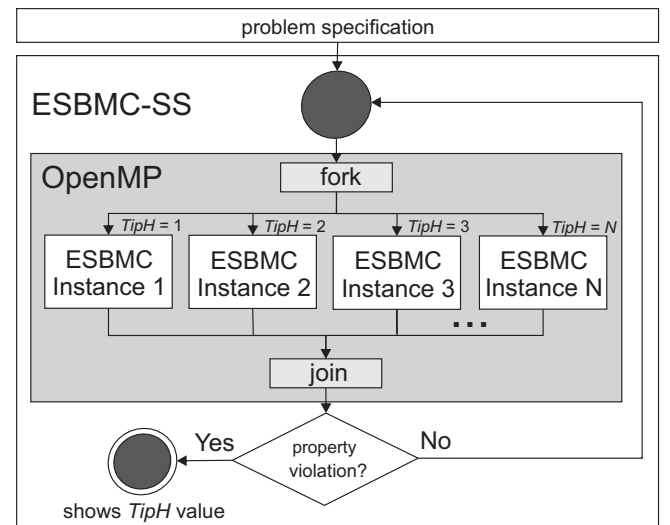 problem specification
ESBMC-SS
OpenMP
fork
TipH = 1
TipH = 2
TipH = 3
TipH = N
ESBMC
Instance 1
ESBMC
Instance 2
ESBMC
Instance 3
ESBMC
Instance N
...
join
Yes
property
violation?
No
shows TipH value